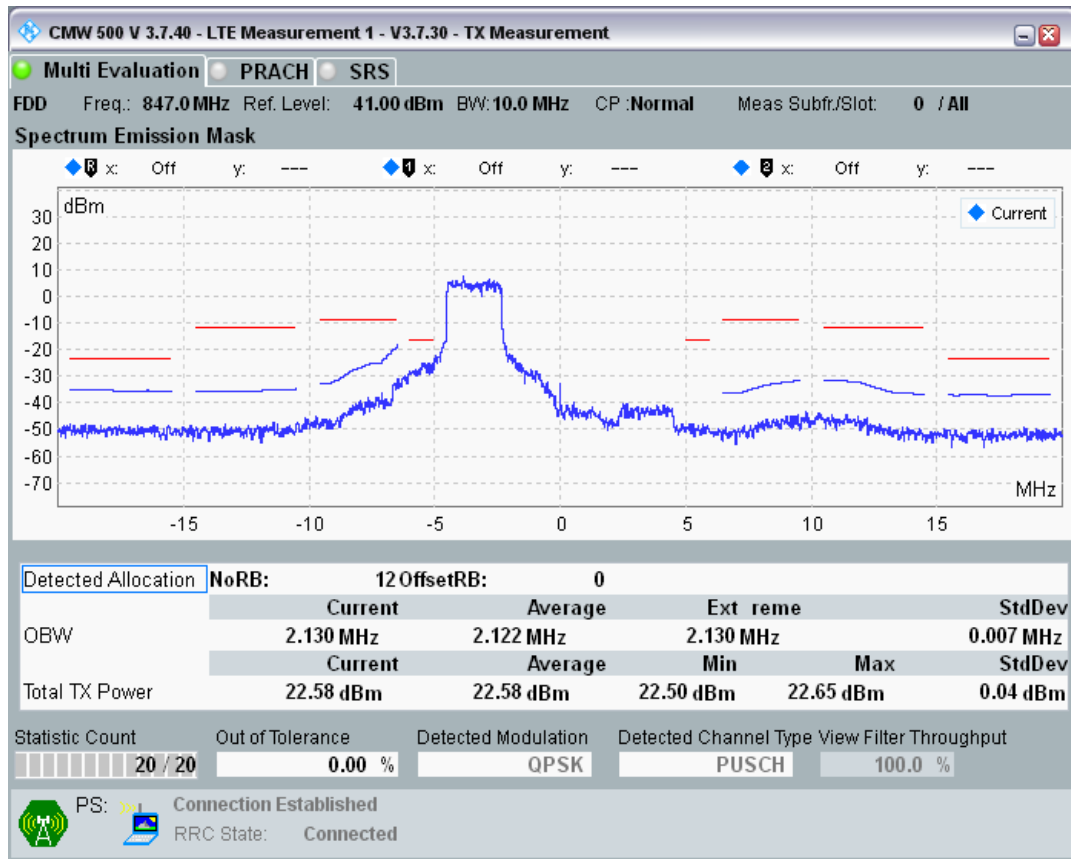 CMW 500 V 3.7.40 - LTE Measurement 1 - V3.7.30 - TX Measurement
Multi Evaluation PRACH SRS
FDD Freq.: 847.0 MHz Ref. Level: 41.00 dBm BW: 10.0 MHz CP : Normal Meas Subfr./Slot: 0 / All
Spectrum Emission Mask
R x: Off y: --- 1 x: Off y: --- 2 x: Off y: ---
dBm
Current
30
20
10
0
-10
-20
-30
-40
-50
-60
-70
MHz
-15 -10 -5 0 5 10 15
Detected Allocation NoRB: 12 OffsetRB: 0
Current Average Ext reme StdDev
OBW 2.130 MHz 2.122 MHz 2.130 MHz 0.007 MHz
Current Average Min Max StdDev
Total TX Power 22.58 dBm 22.58 dBm 22.50 dBm 22.65 dBm 0.04 dBm
Statistic Count Out of Tolerance Detected Modulation Detected Channel Type View Filter Throughput
20 / 20 0.00 % QPSK PUSCH 100.0 %
PS: Connection Established
RRC State: Connected